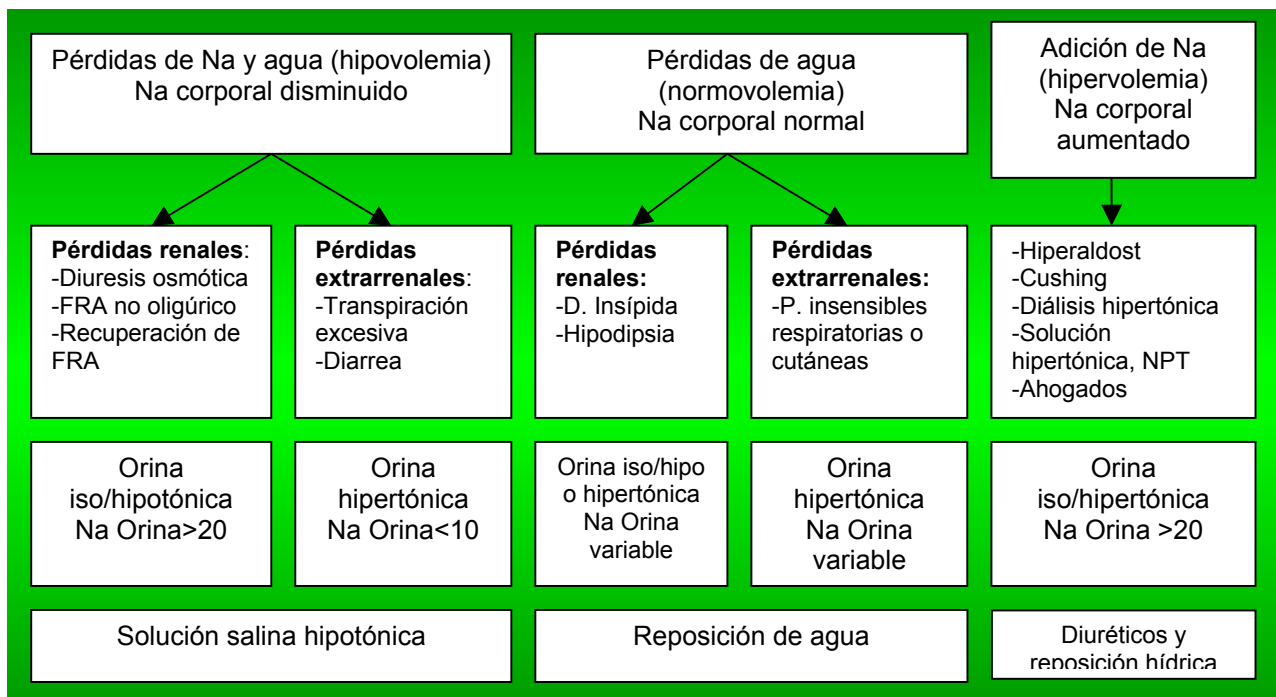 Pérdidas de Na y agua (hipovolemia)
Na corporal disminuido
Pérdidas de agua
(normovolemia)
Na corporal normal
Adición de Na
(hipervolemia)
Na corporal
aumentado
Pérdidas renales:
-Diuresis osmótica
-FRA no oligúrico
-Recuperación de
FRA
Pérdidas
extrarrenales:
-Transpiración
excesiva
-Diarrea
Pérdidas
renales:
-D. Insípida
-Hipodipsia
Pérdidas
extrarrenales:
-P. insensibles
respiratorias o
cutáneas
-Hiperaldost
-Cushing
-Diálisis hipertónica
-Solución
hipertónica, NPT
-Ahogados
Orina
iso/hipotónica
Na Orina>20
Orina
hipertónica
Na Orina<10
Orina iso/hipo
o hipertónica
Na Orina
variable
Orina
hipertónica
Na Orina
variable
Orina
iso/hipertónica
Na Orina >20
Solución salina hipotónica
Reposición de agua
Diuréticos y
reposición hídrica